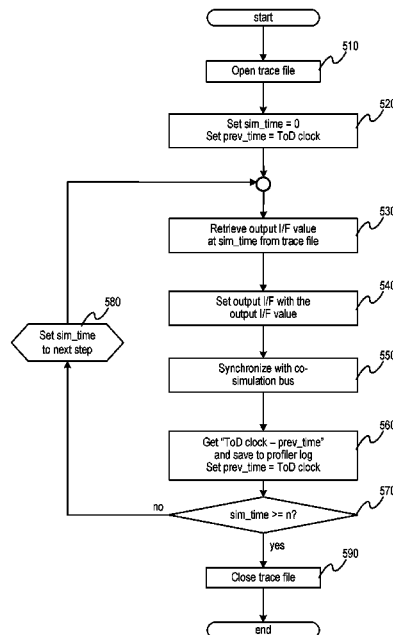 start
510
Open trace file
520
Set sim_time = 0
Set prev_time = ToD clock
530
Retrieve output I/F value
at sim_time from trace file
540
Set output I/F with the
output I/F value
550
Synchronize with co-
simulation bus
560
Get "ToD clock – prev_time"
and save to profiler log
Set prev_time = ToD clock
570
sim_time >= n?
no
yes
580
Set sim_time
to next step
590
Close trace file
end